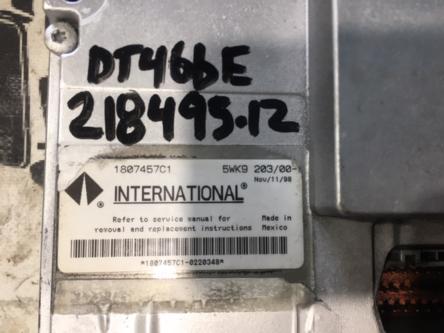 DT466E
218495.12
1807457C1 5WK9 203/00-
Nov/11/98
INTERNATIONAL®
Refer to service manual for Made in
removal and replacement instructions Mexico
*1807457C1-0220348*